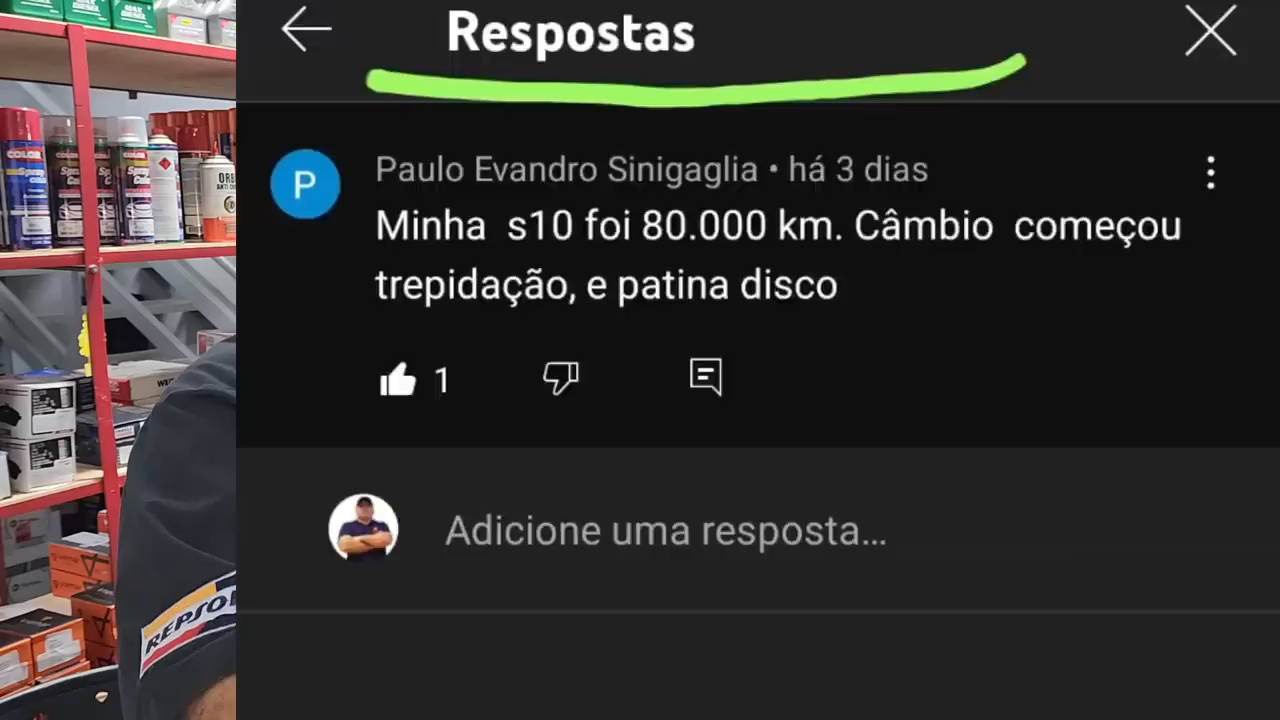 Respostas
P
Paulo Evandro Sinigaglia • há 3 dias
Minha s10 foi 80.000 km. Câmbio começou
trepidação, e patina disco
1
Adicione uma resposta...
REPSOL